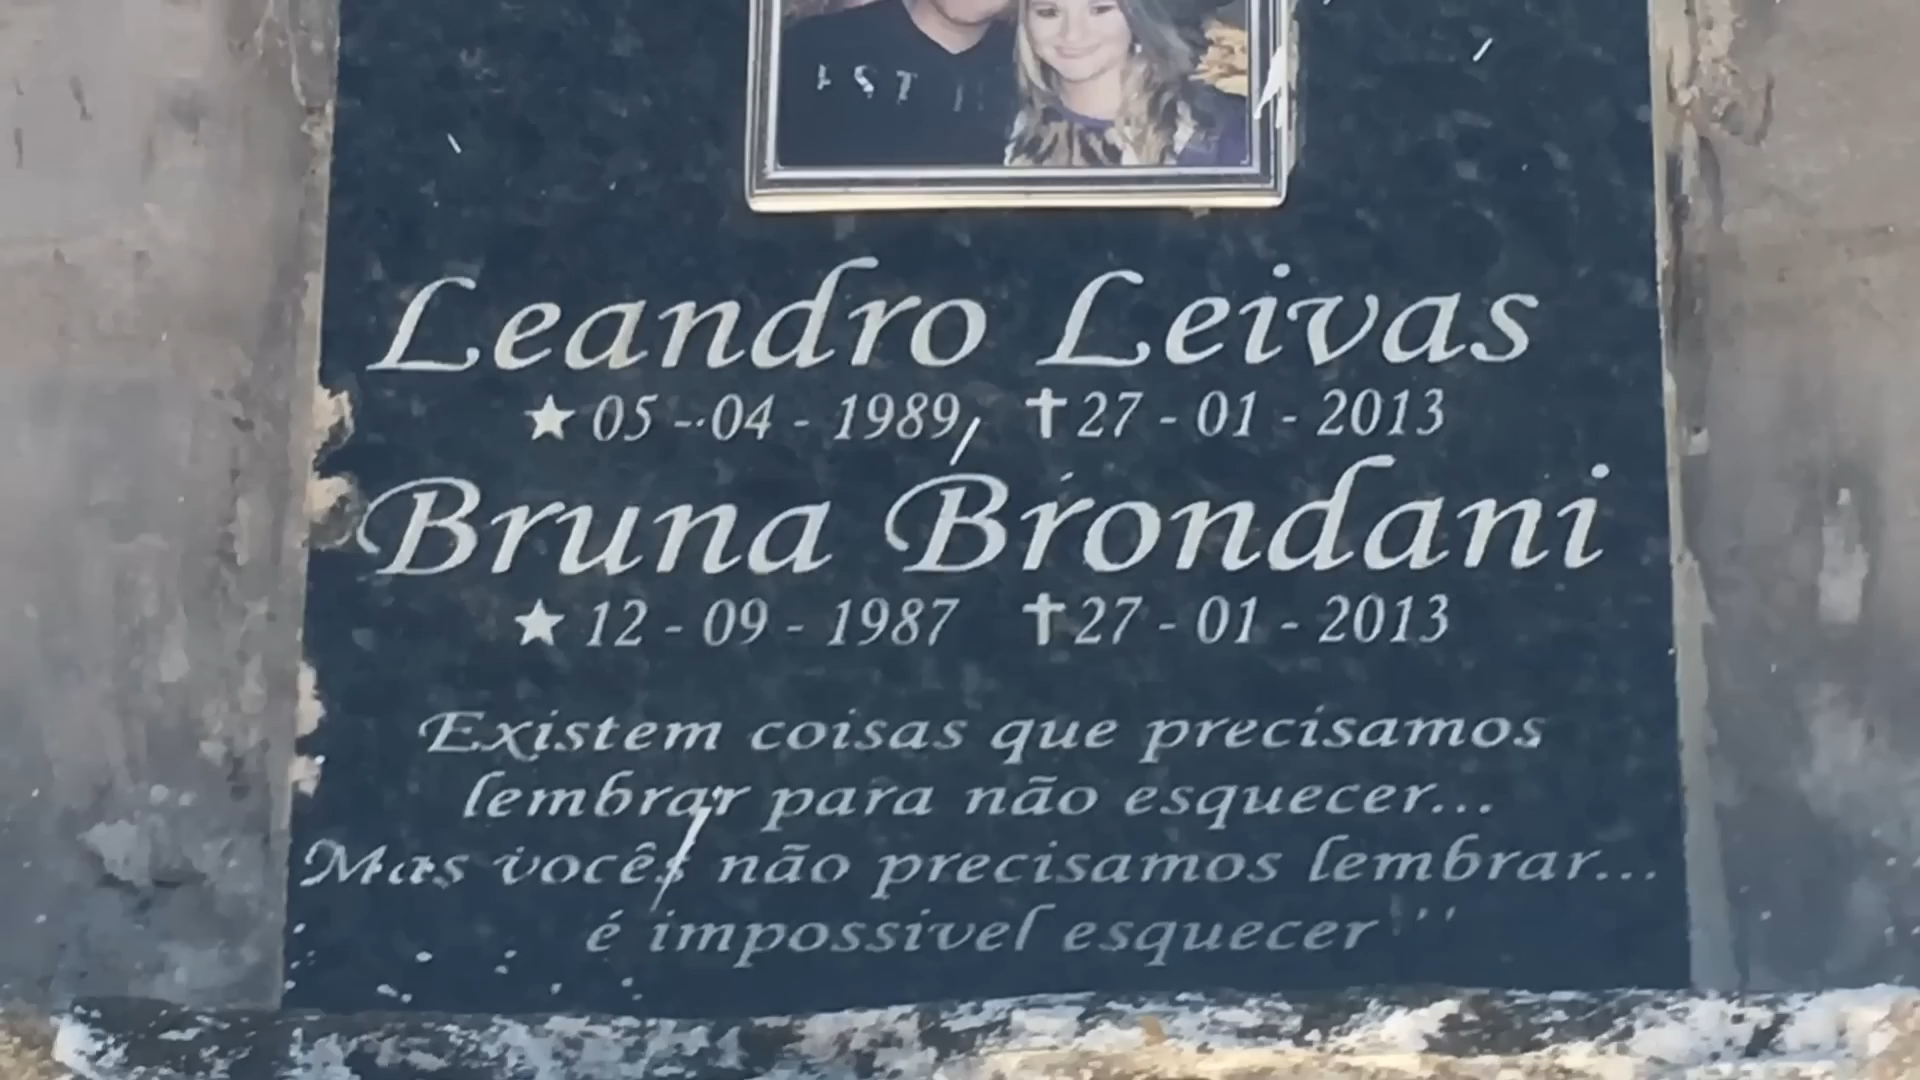 Leandro Leivas
★ 05 - 04 - 1989 ✝ 27 - 01 - 2013
Bruna Brondani
★ 12 - 09 - 1987 ✝ 27 - 01 - 2013
Existem coisas que precisamos
lembrar para não esquecer...
Mas vocês não precisamos lembrar...
é impossivel esquecer''